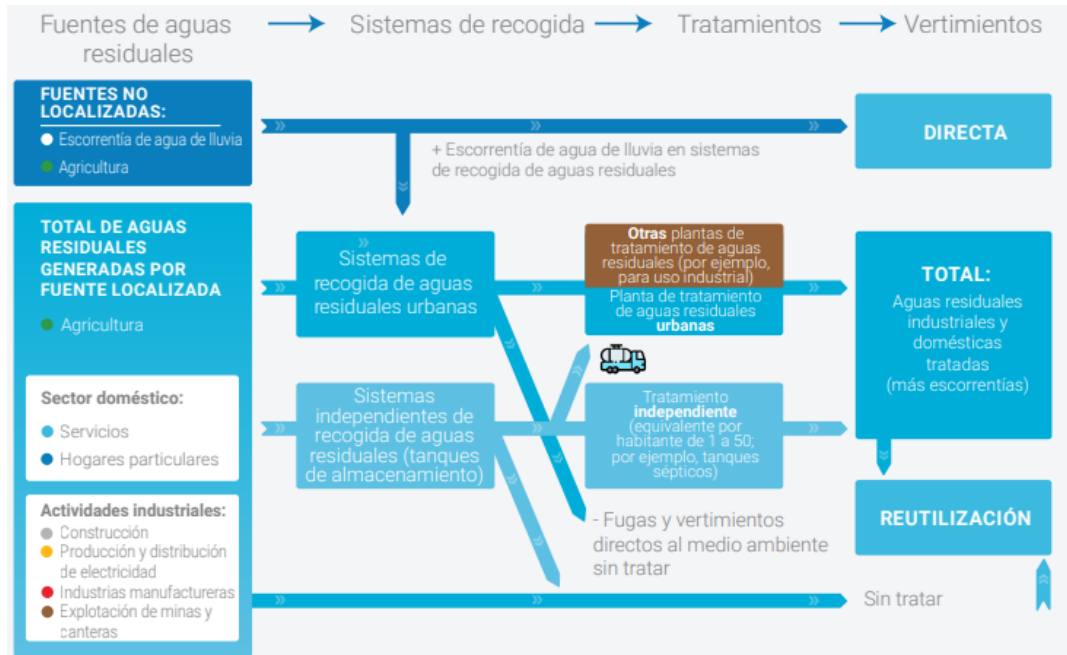 Fuentes de aguas
residuales
Sistemas de recogida
Tratamientos
Vertimientos
FUENTES NO
LOCALIZADAS:
Escorrentía de agua de lluvia
Agricultura
+ Escorrentía de agua de lluvia en sistemas
de recogida de aguas residuales
DIRECTA
TOTAL DE AGUAS
RESIDUALES
GENERADAS POR
FUENTE LOCALIZADA
Agricultura
Sistemas de
recogida de aguas
residuales urbanas
Otras plantas de
tratamiento de aguas
residuales (por ejemplo,
para uso industrial)
Planta de tratamiento
de aguas residuales
urbanas
TOTAL:
Aguas residuales
industriales y
domésticas
tratadas
(más escorrentías)
Sector doméstico:
Servicios
Hogares particulares
Sistemas
independientes de
recogida de aguas
residuales (tanques
de almacenamiento)
Tratamiento
independiente
(equivalente por
habitante de 1 a 50;
por ejemplo, tanques
sépticos)
Actividades industriales:
Construcción
Producción y distribución
de electricidad
Industrias manufactureras
Explotación de minas y
canteras
- Fugas y vertimientos
directos al medio ambiente
sin tratar
REUTILIZACIÓN
Sin tratar